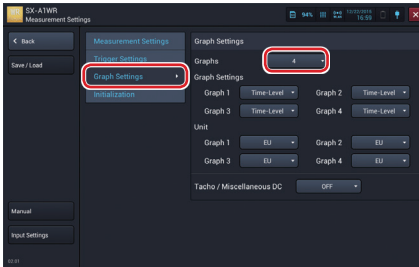 SX-A1WR
Measurement Settings
94% 12/23/2019
16:59
< Back
Save / Load
Manual
Input Settings
Measurement Settings
Trigger Settings
Graph Settings
Initialization
Graph Settings
Graphs 4
Graph Settings
Graph 1 Time-Level Graph 2 Time-Level
Graph 3 Time-Level Graph 4 Time-Level
Unit
Graph 1 EU Graph 2 EU
Graph 3 EU Graph 4 EU
Tacho / Miscellaneous DC OFF